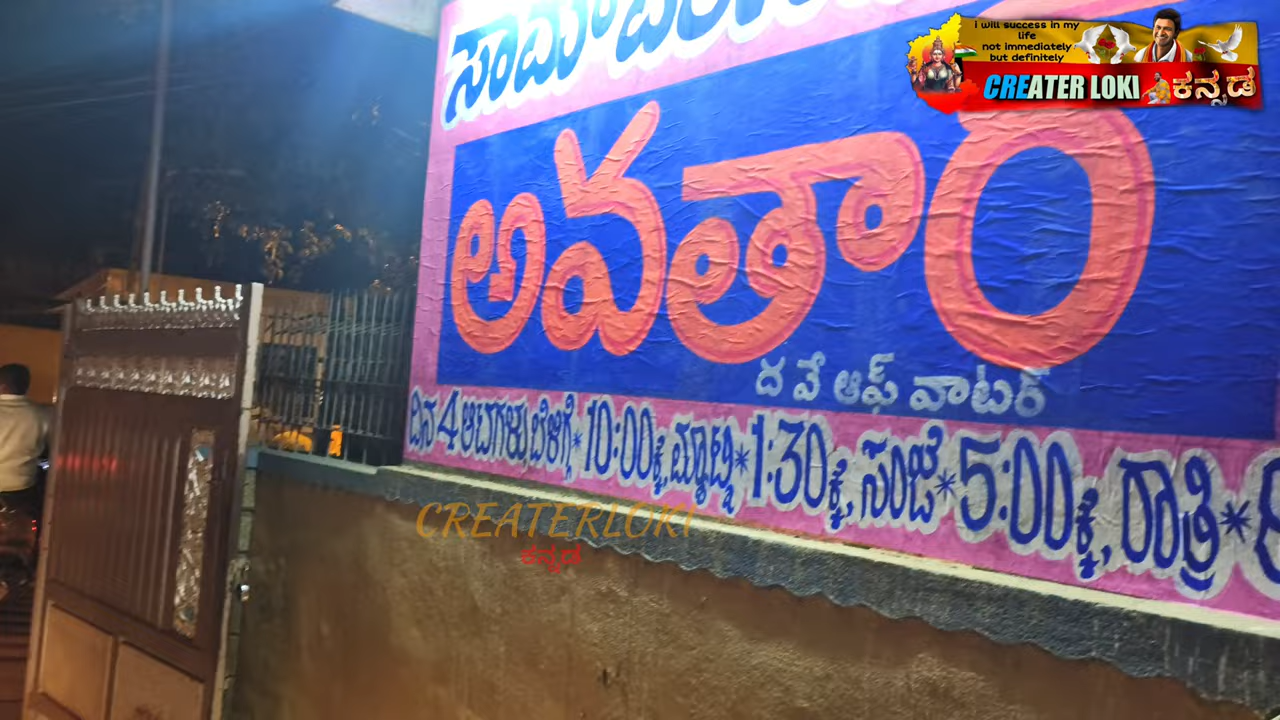 i will success in my
life
not immediately
but definitely
CREATER LOKI ಕನ್ನಡ
ಅವತಾರ
ದ ವೇ ಆಫ್ ವಾಟರ್
ದಿನ 4 ಆಟಗಳು, ಬೆಳಿಗ್ಗೆ * 10:00ಕ್ಕೆ, ಮ್ಯಾಟ್ನಿ * 1:30ಕ್ಕೆ, ಸಂಜೆ * 5:00ಕ್ಕೆ, ರಾತ್ರಿ *
CREATERLOKI
ಕನ್ನಡ